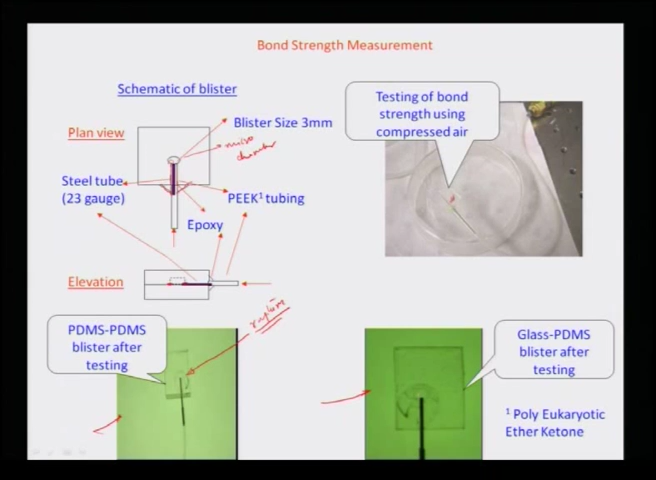 Bond Strength Measurement
Schematic of blister
Plan view
Blister Size 3mm
micro
chamber
Steel tube
(23 gauge)
PEEK¹ tubing
Epoxy
Elevation
rupture
Testing of bond
strength using
compressed air
PDMS-PDMS
blister after
testing
Glass-PDMS
blister after
testing
¹ Poly Eukaryotic
Ether Ketone